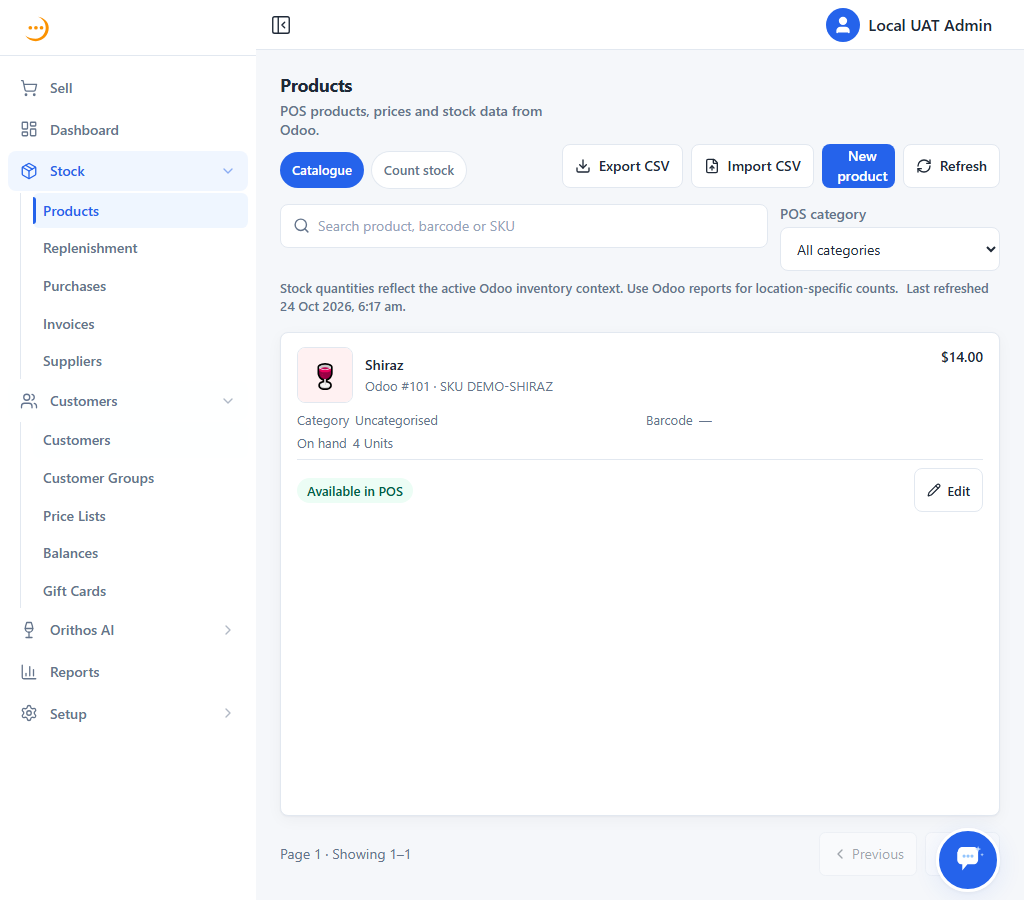 Local UAT Admin
Sell
Dashboard
Stock
Products
Replenishment
Purchases
Invoices
Suppliers
Customers
Customers
Customer Groups
Price Lists
Balances
Gift Cards
Orithos AI
Reports
Setup
Products
POS products, prices and stock data from
Odoo.
Catalogue
Count stock
Export CSV
Import CSV
New
product
Refresh
Search product, barcode or SKU
POS category
All categories
Stock quantities reflect the active Odoo inventory context. Use Odoo reports for location-specific counts. Last refreshed
24 Oct 2026, 6:17 am.
Shiraz
$14.00
Odoo #101 · SKU DEMO-SHIRAZ
Category Uncategorised
Barcode —
On hand 4 Units
Available in POS
Edit
Page 1 · Showing 1–1
Previous